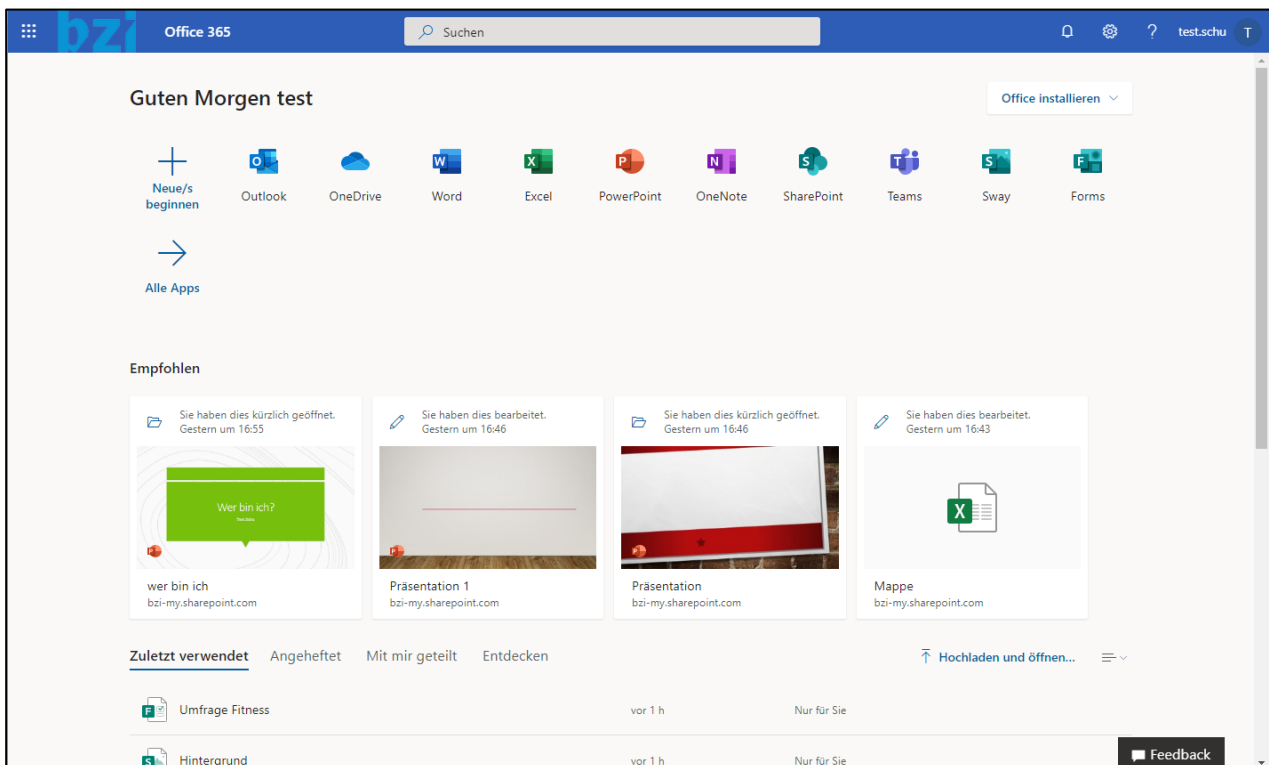 bzi
Office 365
Suchen
?
test.schu
T
Guten Morgen test
Office installieren
Neue/s
beginnen
Outlook
OneDrive
Word
Excel
PowerPoint
OneNote
SharePoint
Teams
Sway
Forms
Alle Apps
Empfohlen
Sie haben dies kürzlich geöffnet.
Gestern um 16:55
Wer bin ich?
wer bin ich
bzi-my.sharepoint.com
Sie haben dies bearbeitet.
Gestern um 16:46
Präsentation 1
bzi-my.sharepoint.com
Sie haben dies kürzlich geöffnet.
Gestern um 16:46
Präsentation
bzi-my.sharepoint.com
Sie haben dies bearbeitet.
Gestern um 16:43
Mappe
bzi-my.sharepoint.com
Zuletzt verwendet Angeheftet Mit mir geteilt Entdecken
Hochladen und öffnen...
Umfrage Fitness vor 1 h Nur für Sie
Hintergrund vor 1 h Nur für Sie
Feedback